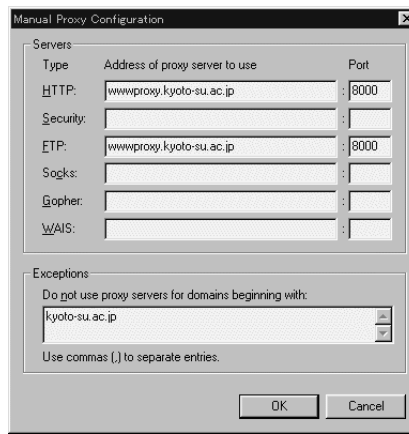 Manual Proxy Configuration
Servers
Type Address of proxy server to use Port
HTTP: wwwproxy.kyoto-su.ac.jp : 8000
Security: :
FTP: wwwproxy.kyoto-su.ac.jp : 8000
Socks: :
Gopher: :
WAIS: :
Exceptions
Do not use proxy servers for domains beginning with:
kyoto-su.ac.jp
Use commas (,) to separate entries.
OK Cancel